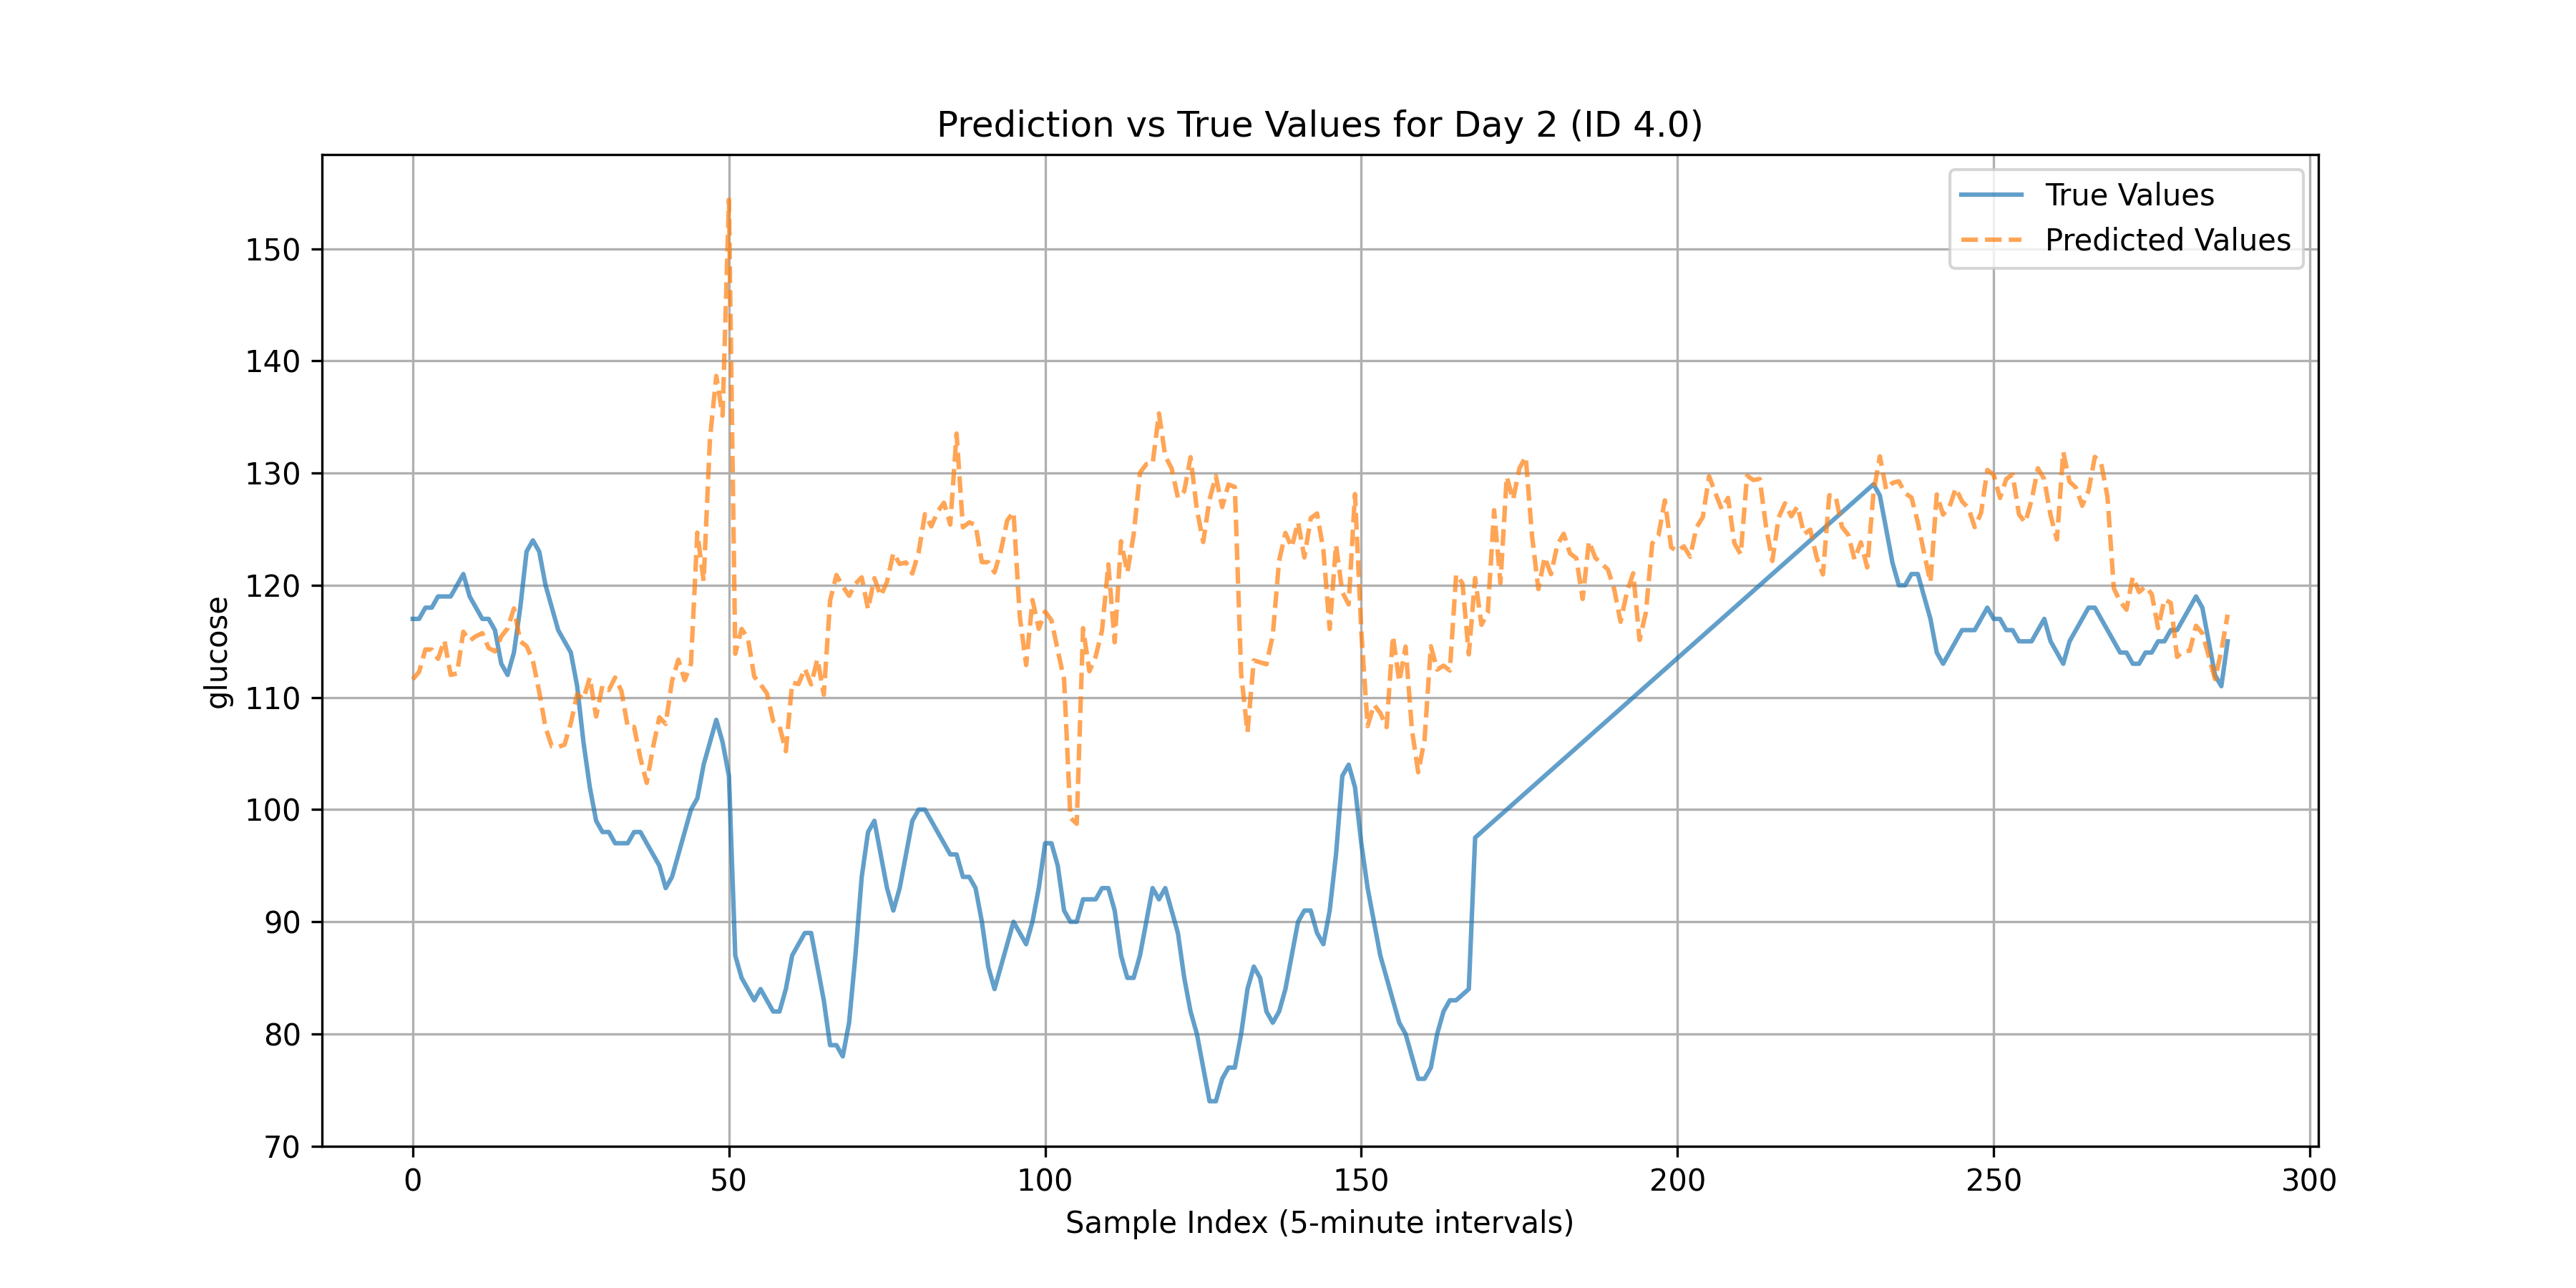 Prediction vs True Values for Day 2 (ID 4.0)
True Values
Predicted Values
glucose
150
140
130
120
110
100
90
80
70
0 50 100 150 200 250 300
Sample Index (5-minute intervals)